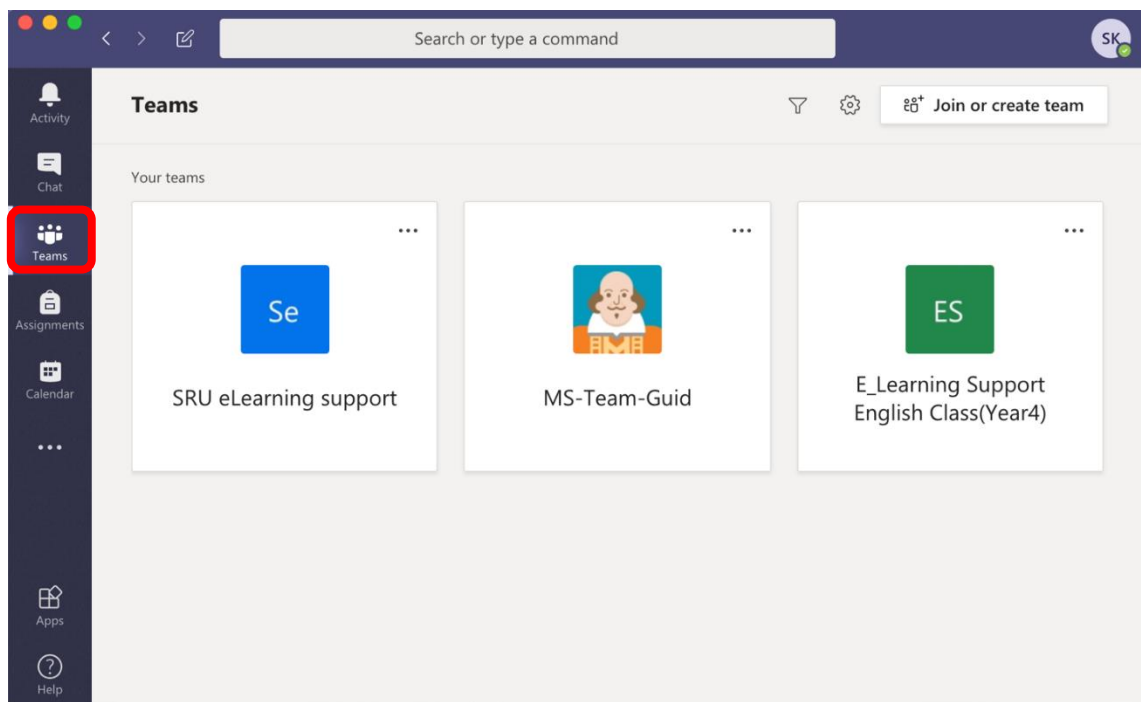 Search or type a command
SK
Activity
Chat
Teams
Assignments
Calendar
Apps
Help
Teams
Join or create team
Your teams
Se
SRU eLearning support
MS-Team-Guid
ES
E_Learning Support
English Class(Year4)